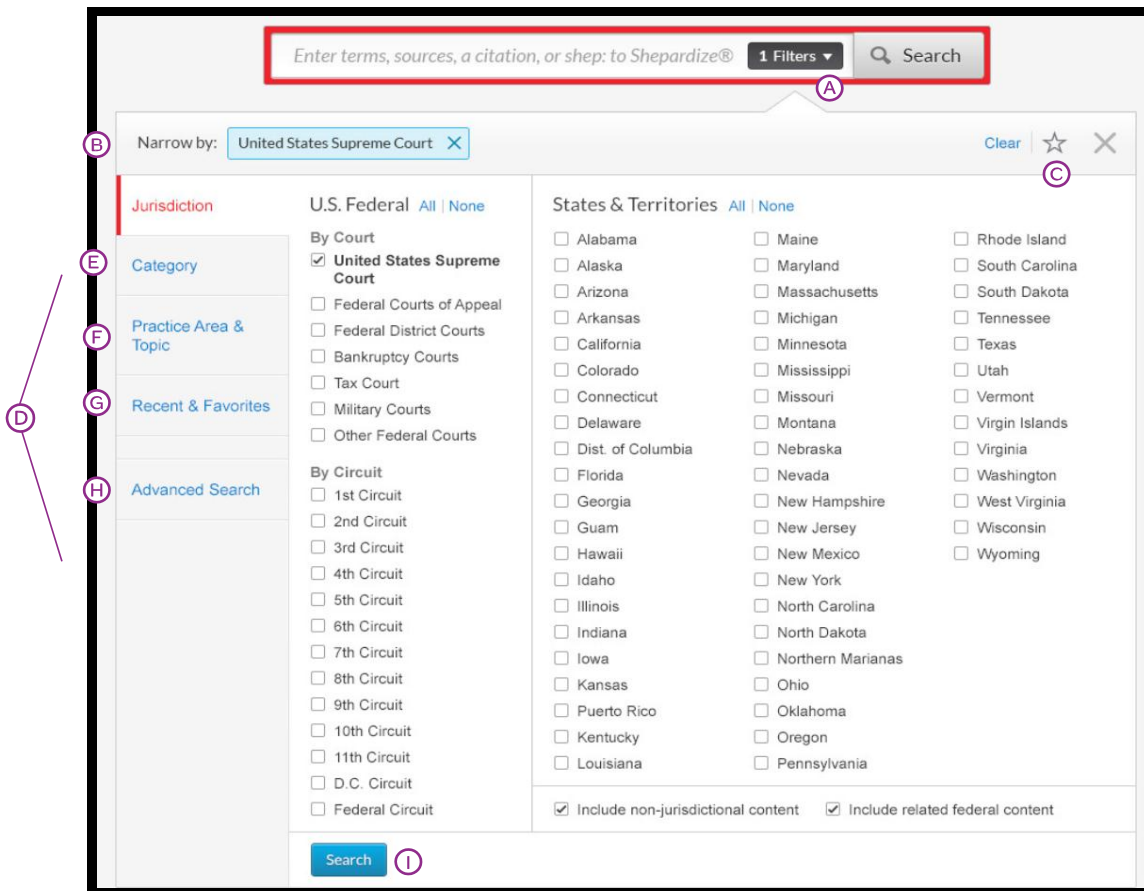 Enter terms, sources, a citation, or shep: to Shepardize®
1 Filters
Search
A
B
Narrow by:
United States Supreme Court
Clear
C
Jurisdiction
E
Category
F
Practice Area &
Topic
G
Recent & Favorites
D
H
Advanced Search
U.S. Federal All | None
By Court
United States Supreme
Court
Federal Courts of Appeal
Federal District Courts
Bankruptcy Courts
Tax Court
Military Courts
Other Federal Courts
By Circuit
1st Circuit
2nd Circuit
3rd Circuit
4th Circuit
5th Circuit
6th Circuit
7th Circuit
8th Circuit
9th Circuit
10th Circuit
11th Circuit
D.C. Circuit
Federal Circuit
States & Territories All | None
Alabama
Alaska
Arizona
Arkansas
California
Colorado
Connecticut
Delaware
Dist. of Columbia
Florida
Georgia
Guam
Hawaii
Idaho
Illinois
Indiana
Iowa
Kansas
Puerto Rico
Kentucky
Louisiana
Maine
Maryland
Massachusetts
Michigan
Minnesota
Mississippi
Missouri
Montana
Nebraska
Nevada
New Hampshire
New Jersey
New Mexico
New York
North Carolina
North Dakota
Northern Marianas
Ohio
Oklahoma
Oregon
Pennsylvania
Rhode Island
South Carolina
South Dakota
Tennessee
Texas
Utah
Vermont
Virgin Islands
Virginia
Washington
West Virginia
Wisconsin
Wyoming
Include non-jurisdictional content
Include related federal content
Search
I